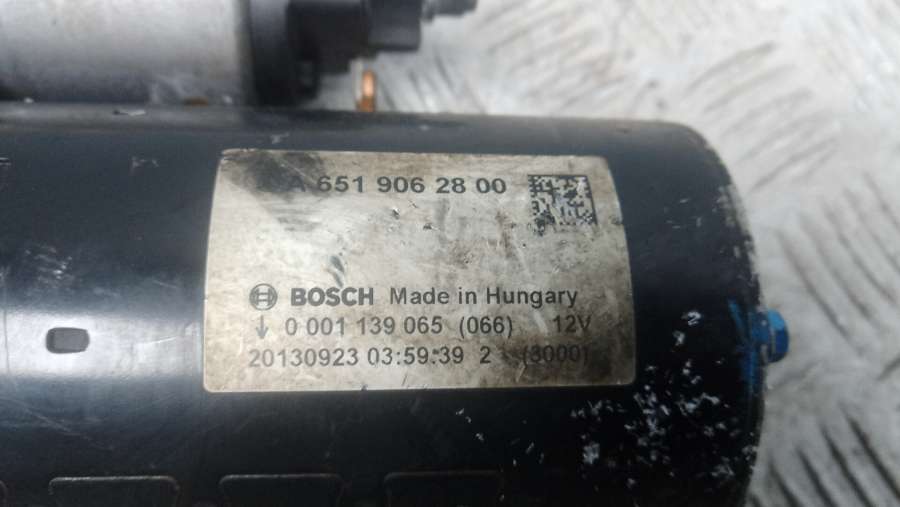 A 651 906 28 00
BOSCH Made in Hungary
0 001 139 065 (066) 12V
20130923 03:59:39 2 (3000)